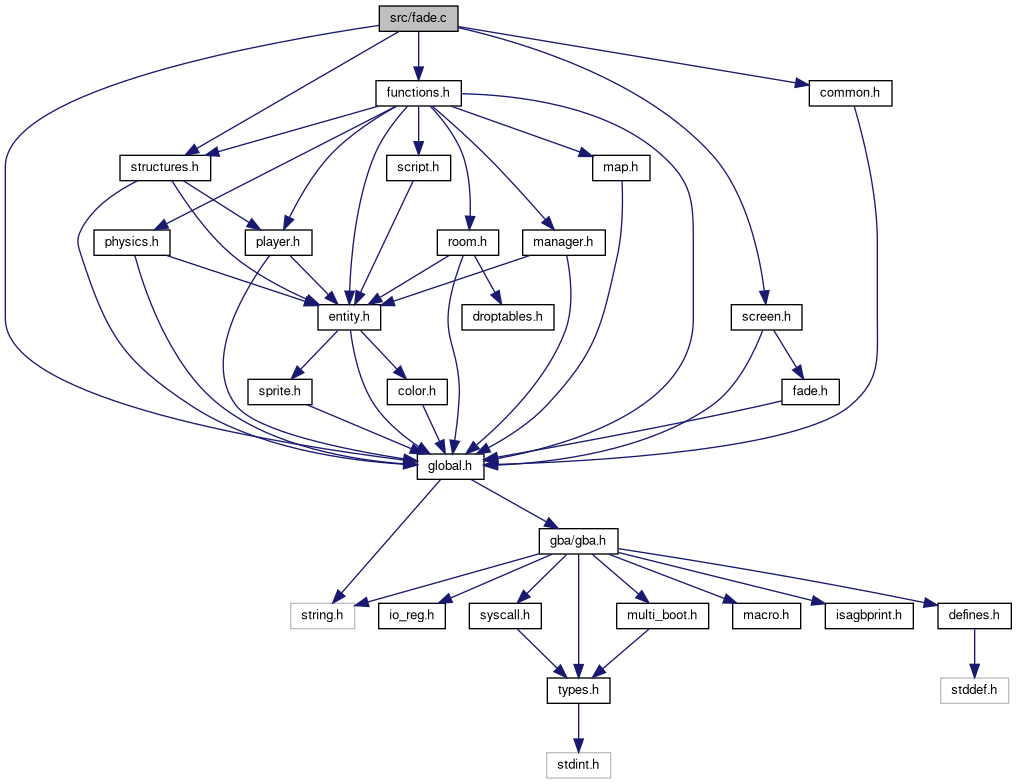 src/fade.c
functions.h
common.h
structures.h
script.h
map.h
physics.h
player.h
room.h
manager.h
entity.h
droptables.h
screen.h
sprite.h
color.h
fade.h
global.h
gba/gba.h
string.h
io_reg.h
syscall.h
multi_boot.h
macro.h
isagbprint.h
defines.h
types.h
stddef.h
stdint.h